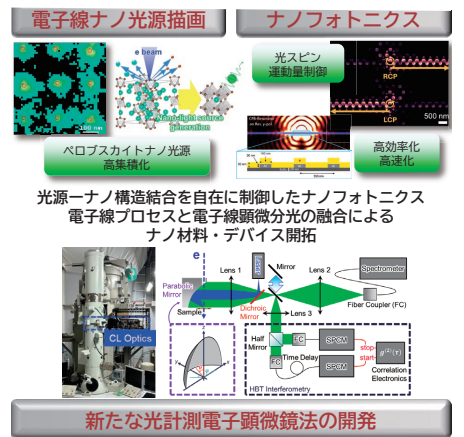 電子線ナノ光源描画
ナノフォトニクス
e beam
Nano-light source
generation
100 nm
ペロブスカイトナノ光源
高集積化
光スピン
運動量制御
RCP
LCP
500 nm
高効率化
高速化
光源ーナノ構造結合を自在に制御したナノフォトニクス
電子線プロセスと電子線顕微分光の融合による
ナノ材料・デバイス開拓
e
Lens 1
Laser
Mirror
Lens 2
Spectrometer
Parabolic
Mirror
Sample
Dichroic
Mirror
Lens 3
Fiber Coupler (FC)
CL Optics
Half
Mirror
FC
SPCM
stop
start
g(2)(τ)
FC
Time Delay
SPCM
Correlation
Electronics
HBT Interferometry
新たな光計測電子顕微鏡法の開発